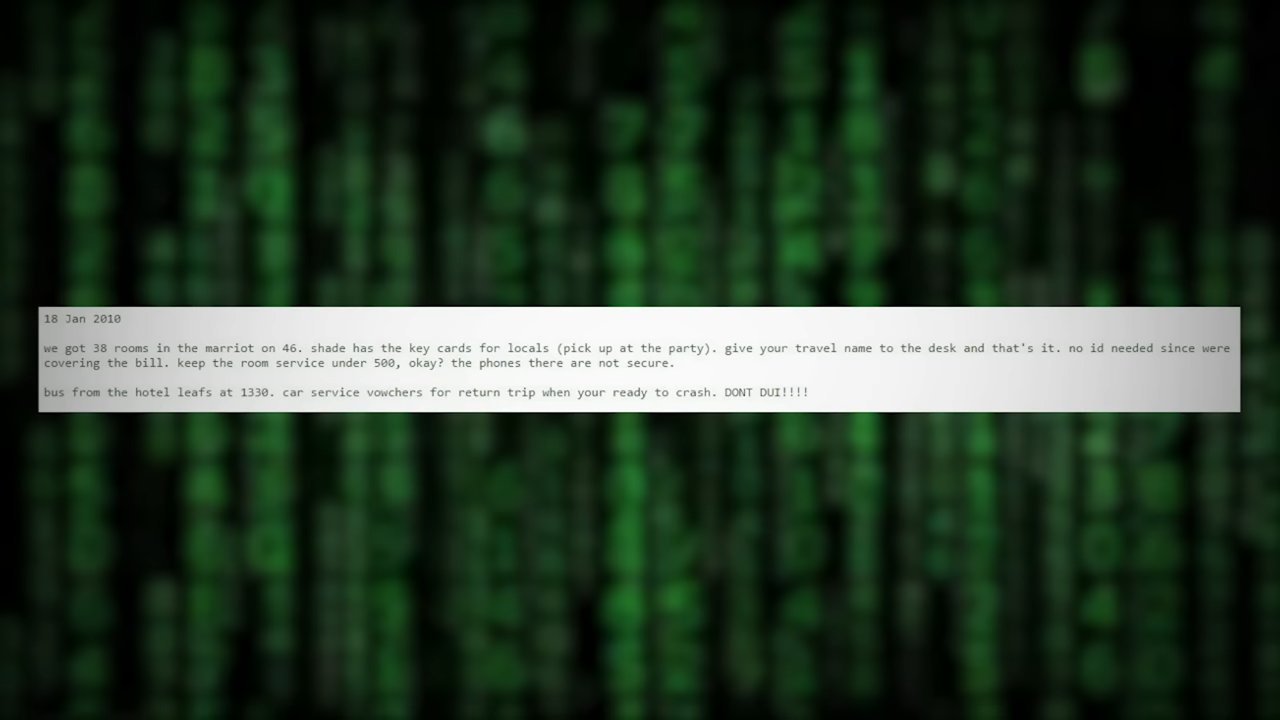 18 Jan 2010
we got 38 rooms in the marriot on 46. shade has the key cards for locals (pick up at the party). give your travel name to the desk and that's it. no id needed since were
covering the bill. keep the room service under 500, okay? the phones there are not secure.
bus from the hotel leafs at 1330. car service vowchers for return trip when your ready to crash. DONT DUI!!!!